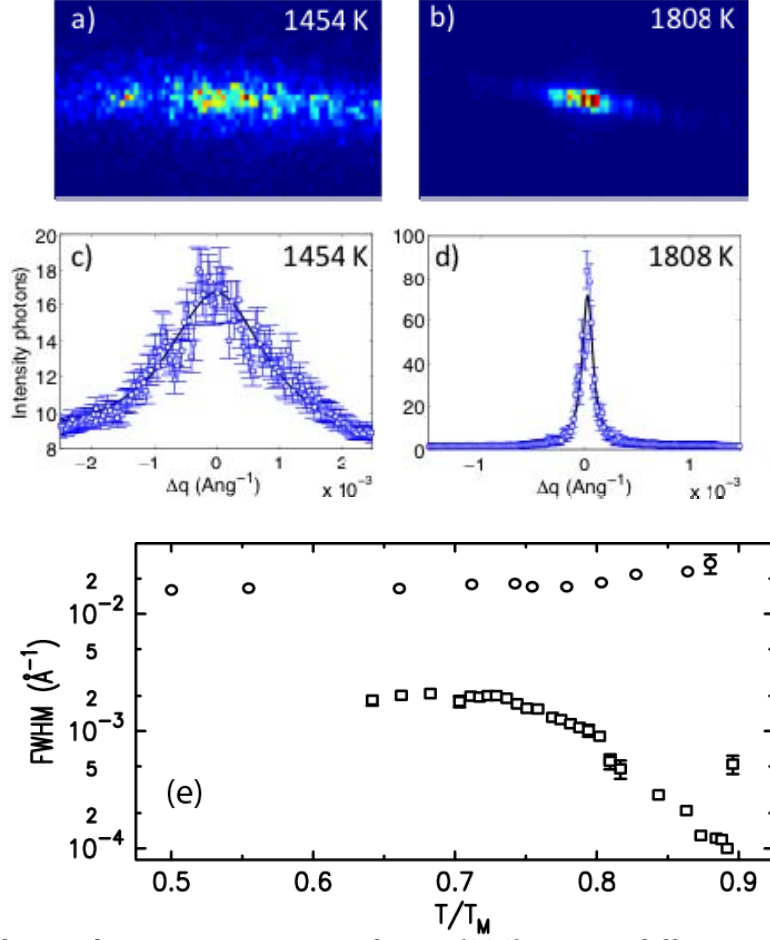 a) 1454 K
b) 1808 K
c) 1454 K
20
18
16
14
12
10
8
Intensity photons)
−2 −1 0 1 2
Δq (Ang⁻¹) x 10⁻³
d) 1808 K
100
80
60
40
20
0
−1 0 1
Δq (Ang⁻¹) x 10⁻³
2
10⁻²
5
2
10⁻³
5
2
10⁻⁴
FWHM (Å⁻¹)
(e)
0.5 0.6 0.7 0.8 0.9
T/T_M